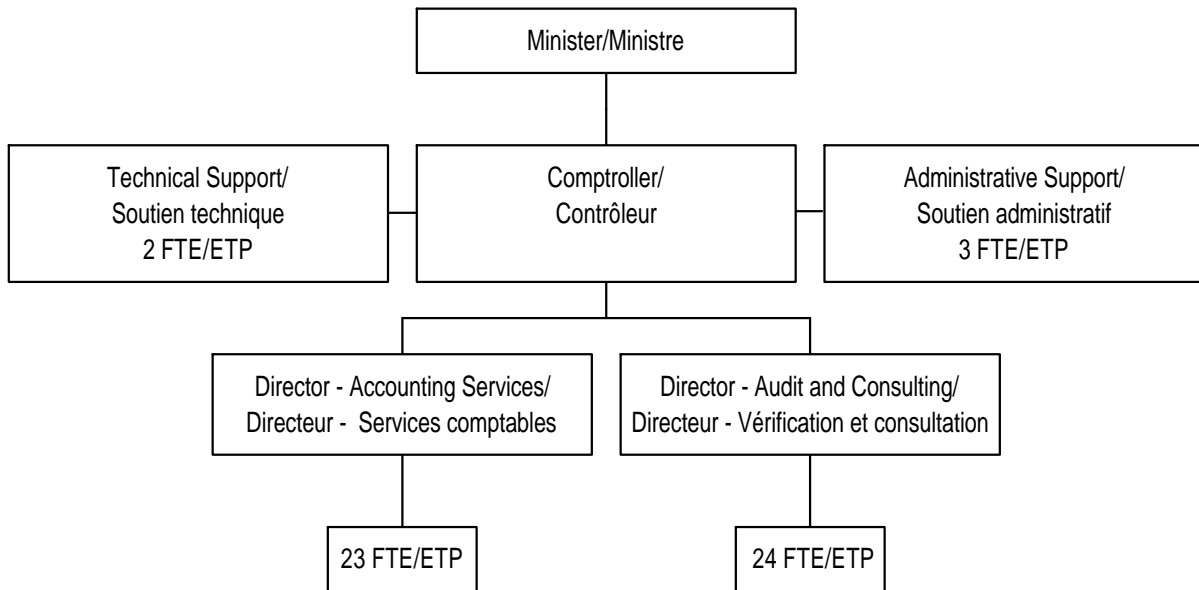 Minister/Ministre
Technical Support/
Soutien technique
2 FTE/ETP
Comptroller/
Contrôleur
Administrative Support/
Soutien administratif
3 FTE/ETP
Director - Accounting Services/
Directeur - Services comptables
Director - Audit and Consulting/
Directeur - Vérification et consultation
23 FTE/ETP
24 FTE/ETP